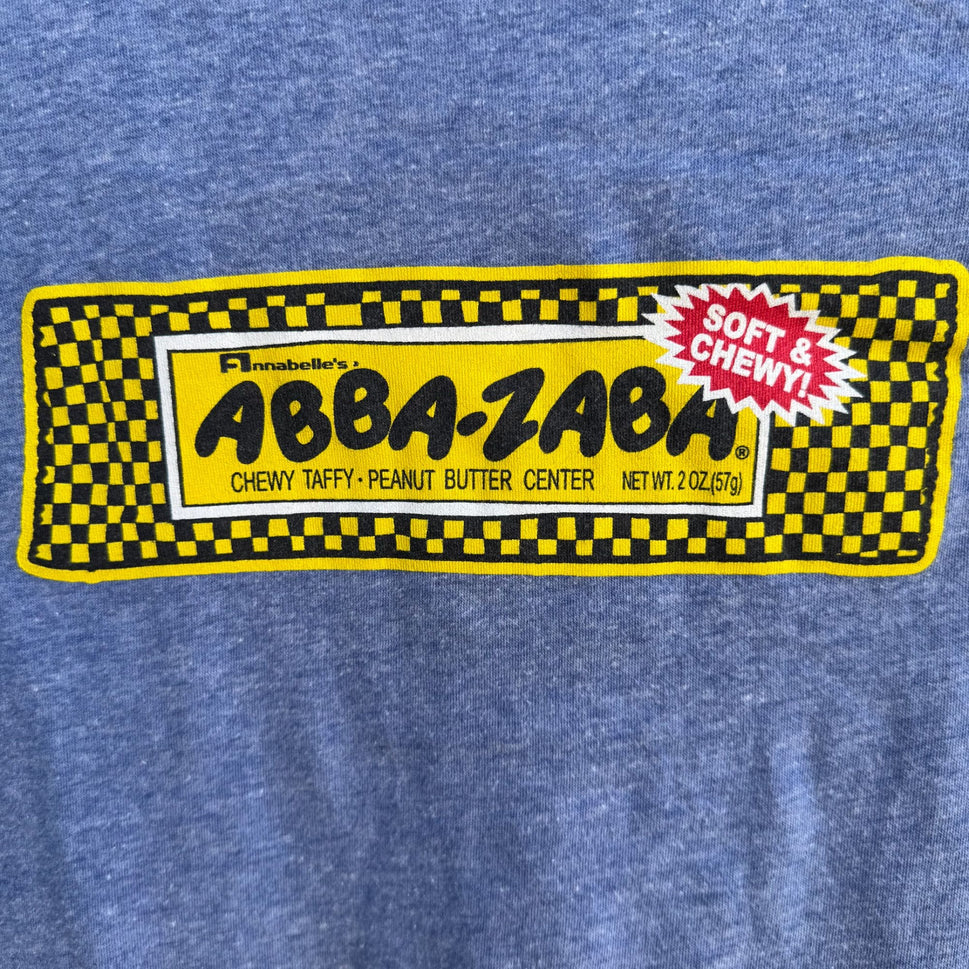 SOFT &
CHEWY!
Annabelle's
ABBA-ZABA®
CHEWY TAFFY · PEANUT BUTTER CENTER NET WT. 2 OZ.(57g)